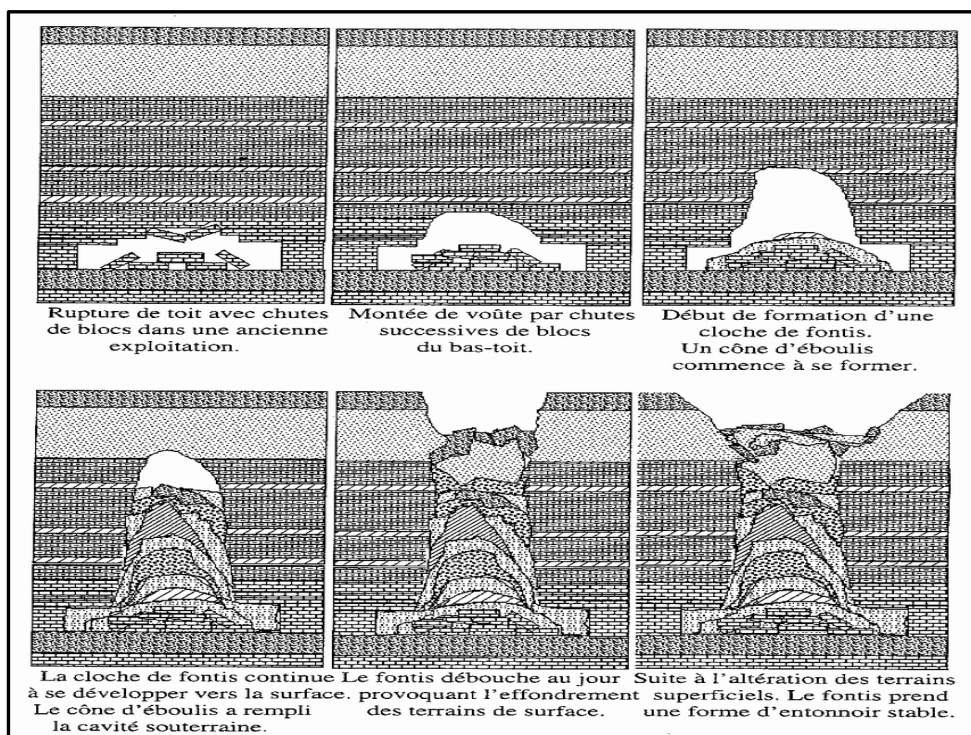 Rupture de toit avec chutes
de blocs dans une ancienne
exploitation.
Montée de voûte par chutes
successives de blocs
du bas-toit.
Début de formation d'une
cloche de fontis.
Un cône d'éboulis
commence à se former.
La cloche de fontis continue
à se développer vers la surface.
Le cône d'éboulis a rempli
la cavité souterraine.
Le fontis débouche au jour
provoquant l'effondrement
des terrains de surface.
Suite à l'altération des terrains
superficiels. Le fontis prend
une forme d'entonnoir stable.